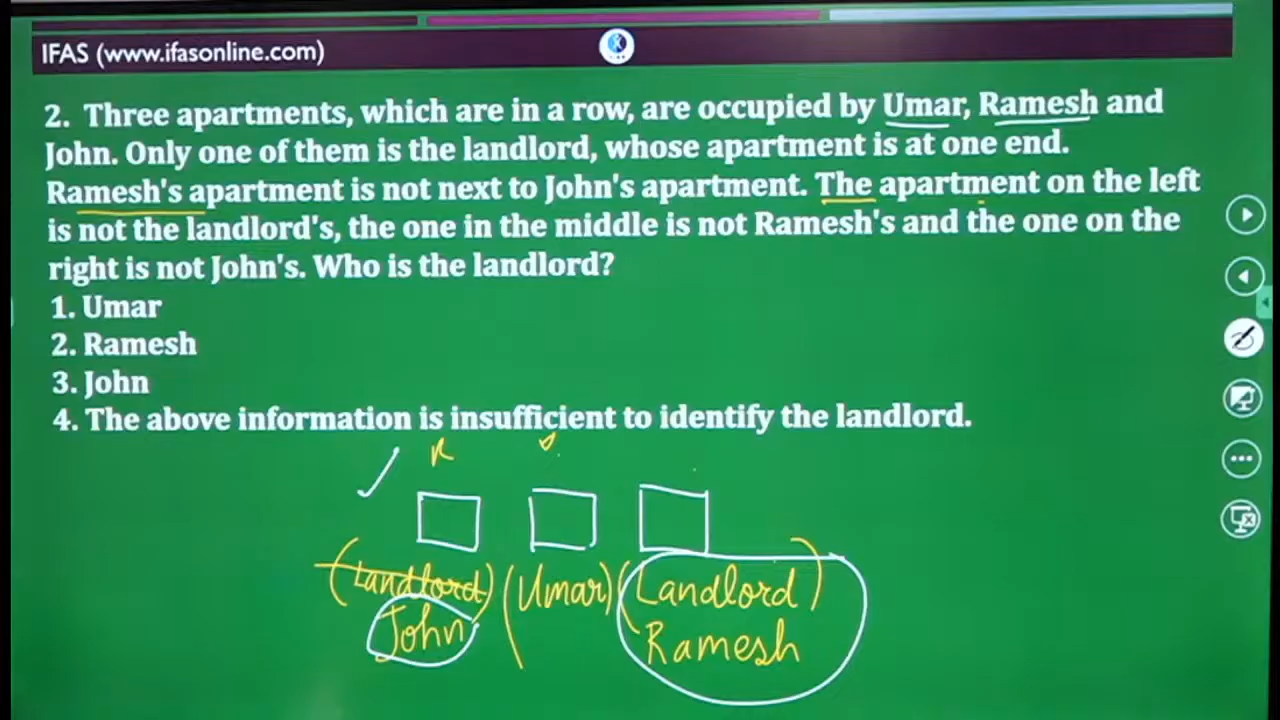 IFAS (www.ifasonline.com)
2. Three apartments, which are in a row, are occupied by Umar, Ramesh and
John. Only one of them is the landlord, whose apartment is at one end.
Ramesh's apartment is not next to John's apartment. The apartment on the left
is not the landlord's, the one in the middle is not Ramesh's and the one on the
right is not John's. Who is the landlord?
1. Umar
2. Ramesh
3. John
4. The above information is insufficient to identify the landlord.
(Landlord) (Umar) (Landlord)
John Ramesh